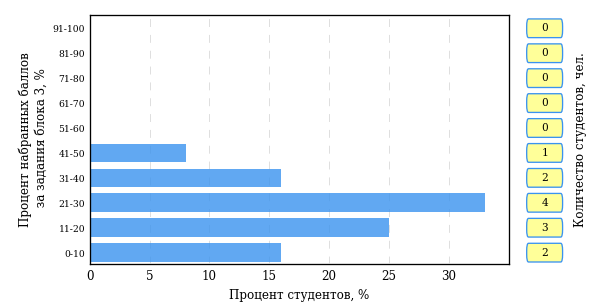 Процент набранных баллов
за задания блока 3, %
91-100 0
81-90 0
71-80 0
61-70 0
51-60 0
41-50 1
31-40 2
21-30 4
11-20 3
0-10 2
0 5 10 15 20 25 30
Процент студентов, %
Количество студентов, чел.